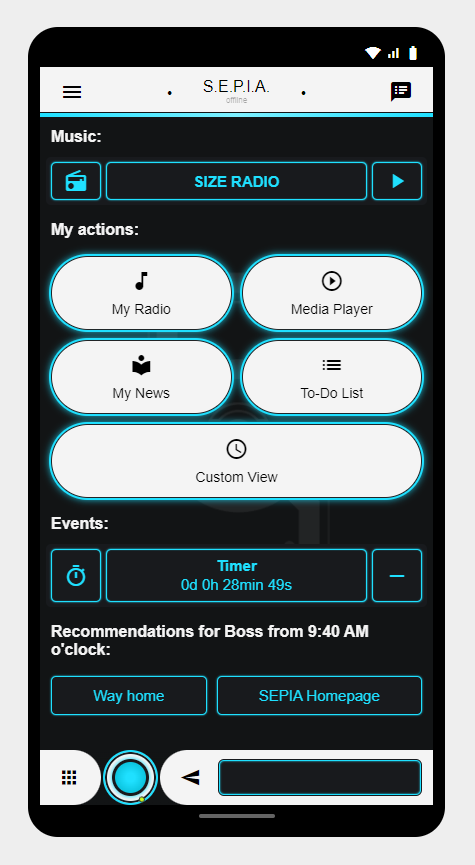 S.E.P.I.A.
offline
Music:
SIZE RADIO
My actions:
My Radio
Media Player
My News
To-Do List
Custom View
Events:
Timer
0d 0h 28min 49s
Recommendations for Boss from 9:40 AM
o'clock:
Way home
SEPIA Homepage